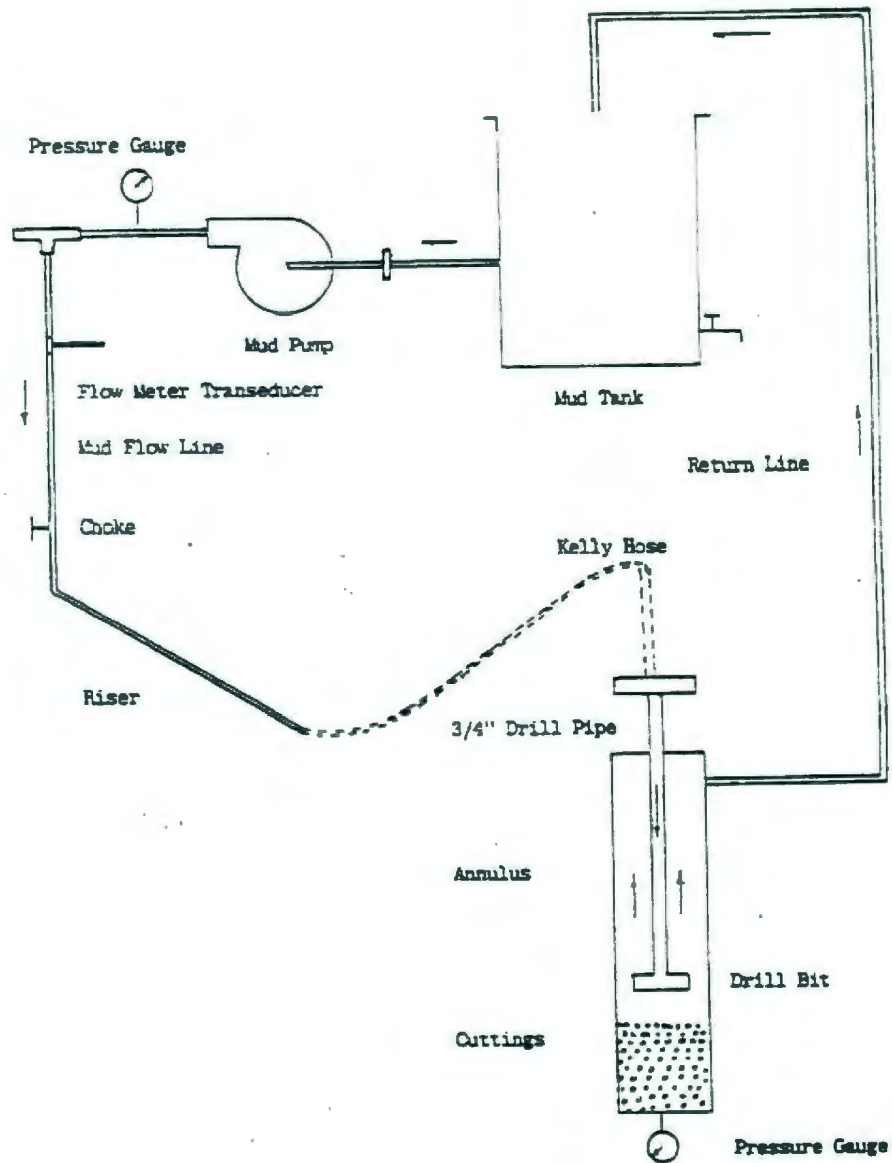 Pressure Gauge
Mud Pump
Flow Meter Transeducer
Mud Tank
Mud Flow Line
Return Line
Choke
Kelly Hose
Riser
3/4" Drill Pipe
Annulus
Drill Bit
Cuttings
Pressure Gauge